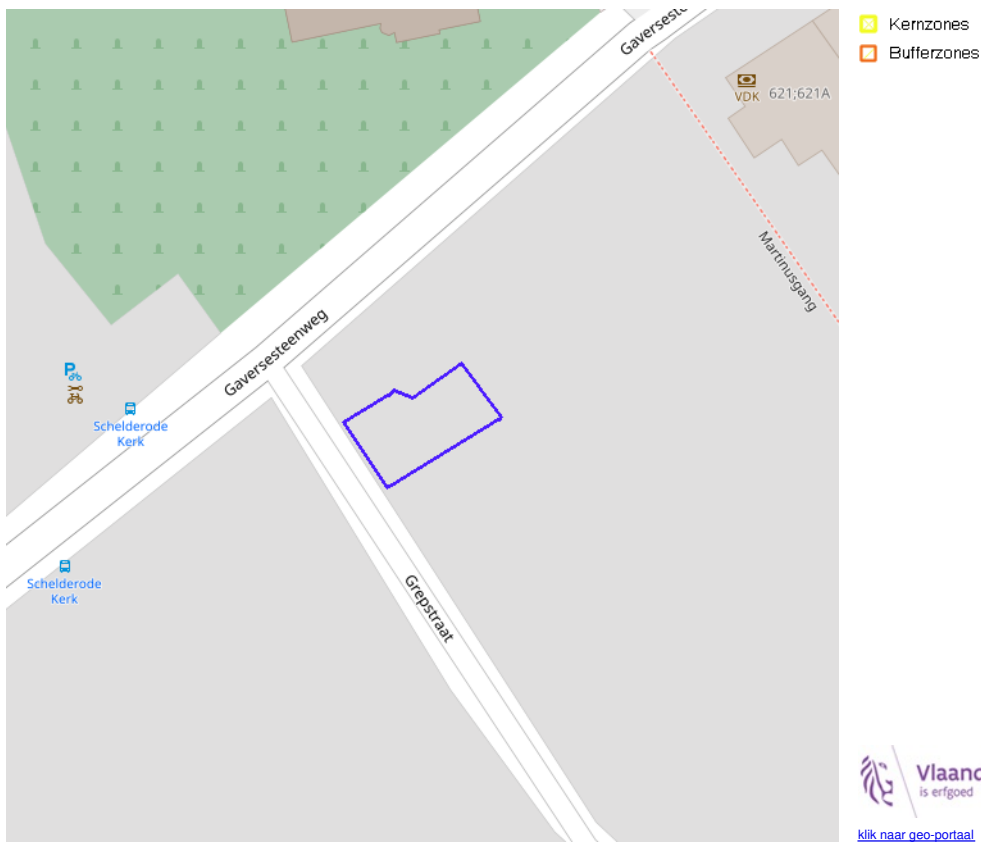 Gaversest
Kernzones
Bufferzones
VDK 621;621A
Martinusgang
Gaversesteenweg
P
Schelderode
Kerk
Schelderode
Kerk
Grepstraat
Vlaand
is erfgoed
klik naar geo-portaal